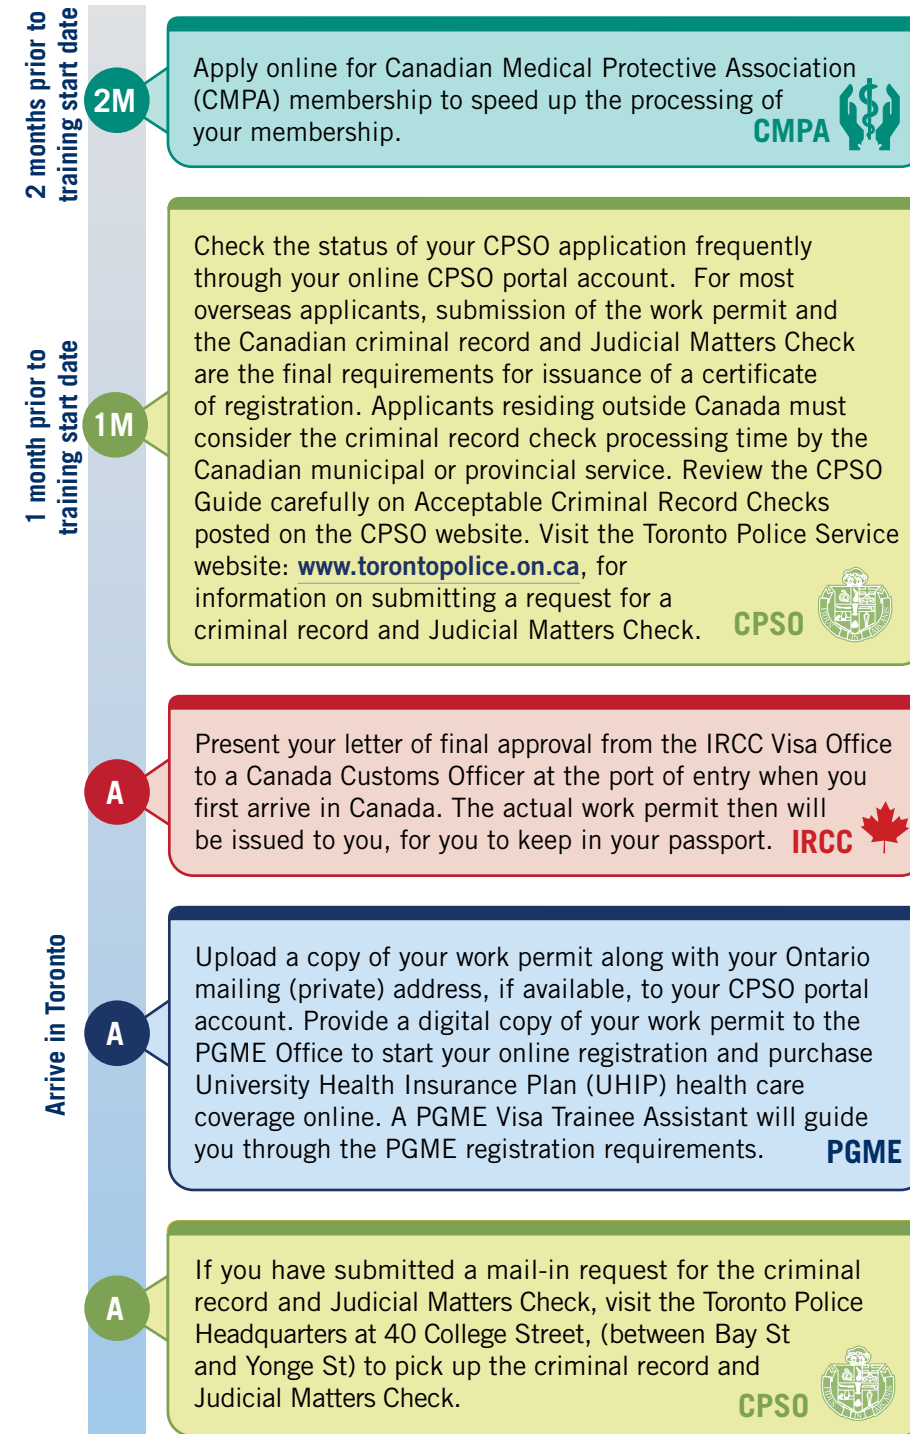 2 months prior to
training start date
2M
Apply online for Canadian Medical Protective Association
(CMPA) membership to speed up the processing of
your membership.
CMPA
1 month prior to
training start date
1M
Check the status of your CPSO application frequently
through your online CPSO portal account.  For most
overseas applicants, submission of the work permit and
the Canadian criminal record and Judicial Matters Check
are the final requirements for issuance of a certificate
of registration. Applicants residing outside Canada must
consider the criminal record check processing time by the
Canadian municipal or provincial service. Review the CPSO
Guide carefully on Acceptable Criminal Record Checks
posted on the CPSO website. Visit the Toronto Police Service
website: www.torontopolice.on.ca, for
information on submitting a request for a
criminal record and Judicial Matters Check.
CPSO
A
Present your letter of final approval from the IRCC Visa Office
to a Canada Customs Officer at the port of entry when you
first arrive in Canada. The actual work permit then will
be issued to you, for you to keep in your passport.
IRCC
Arrive in Toronto
A
Upload a copy of your work permit along with your Ontario
mailing (private) address, if available, to your CPSO portal
account. Provide a digital copy of your work permit to the
PGME Office to start your online registration and purchase
University Health Insurance Plan (UHIP) health care
coverage online. A PGME Visa Trainee Assistant will guide
you through the PGME registration requirements.
PGME
A
If you have submitted a mail-in request for the criminal
record and Judicial Matters Check, visit the Toronto Police
Headquarters at 40 College Street, (between Bay St
and Yonge St) to pick up the criminal record and
Judicial Matters Check.
CPSO